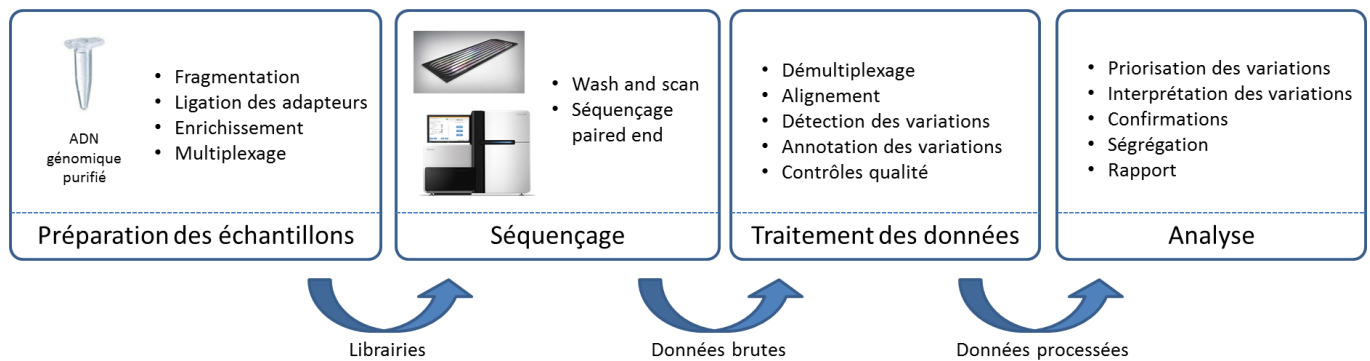 ADN
génomique
purifié
• Fragmentation
• Ligation des adapteurs
• Enrichissement
• Multiplexage
Préparation des échantillons
• Wash and scan
• Séquençage
paired end
Séquençage
• Démultiplexage
• Alignement
• Détection des variations
• Annotation des variations
• Contrôles qualité
Traitement des données
• Priorisation des variations
• Interprétation des variations
• Confirmations
• Ségrégation
• Rapport
Analyse
Librairies
Données brutes
Données processées